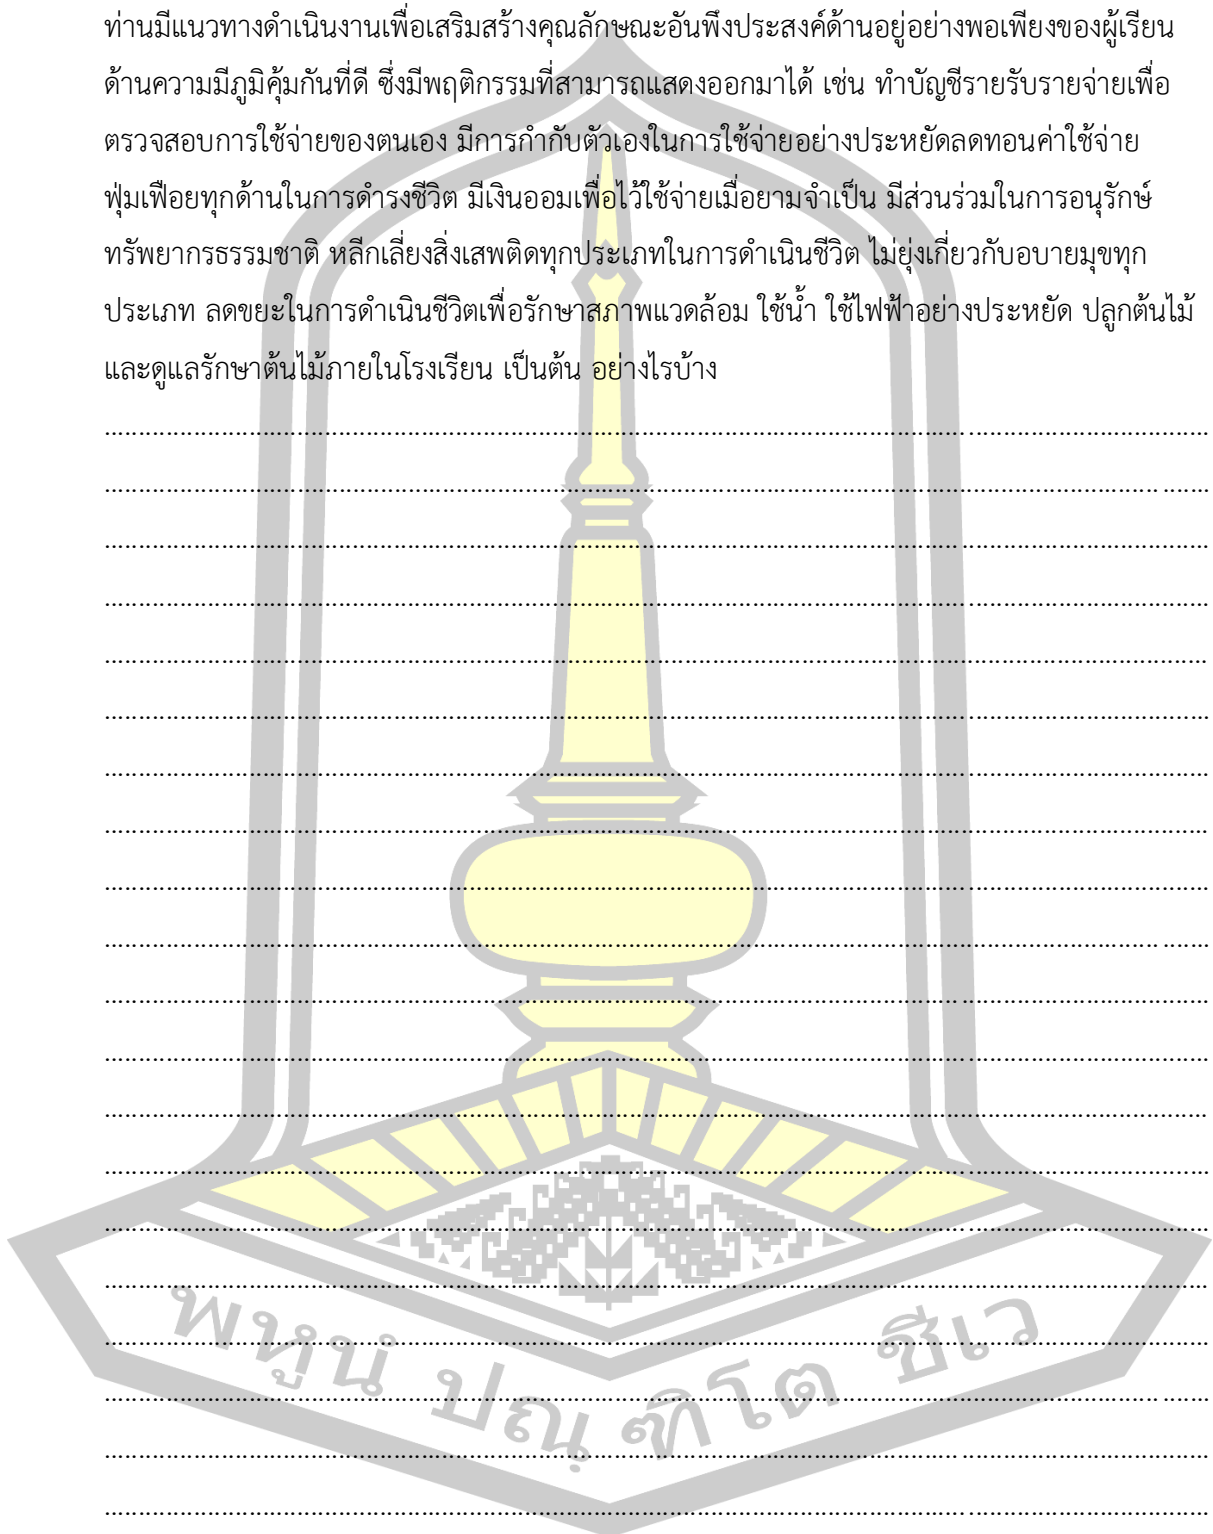 ท่านมีแนวทางดำเนินงานเพื่อเสริมสร้างคุณลักษณะอันพึงประสงค์ด้านอยู่อย่างพอเพียงของผู้เรียน
ด้านความมีภูมิคุ้มกันที่ดี ซึ่งมีพฤติกรรมที่สามารถแสดงออกมาได้ เช่น ทำบัญชีรายรับรายจ่ายเพื่อ
ตรวจสอบการใช้จ่ายของตนเอง มีการกำกับตัวเองในการใช้จ่ายอย่างประหยัดลดทอนค่าใช้จ่าย
ฟุ่มเฟือยทุกด้านในการดำรงชีวิต มีเงินออมเพื่อไว้ใช้จ่ายเมื่อยามจำเป็น มีส่วนร่วมในการอนุรักษ์
ทรัพยากรธรรมชาติ หลีกเลี่ยงสิ่งเสพติดทุกประเภทในการดำเนินชีวิต ไม่ยุ่งเกี่ยวกับอบายมุขทุก
ประเภท ลดขยะในการดำเนินชีวิตเพื่อรักษาสภาพแวดล้อม ใช้น้ำ ใช้ไฟฟ้าอย่างประหยัด ปลูกต้นไม้
และดูแลรักษาต้นไม้ภายในโรงเรียน เป็นต้น อย่างไรบ้าง
พหูนํ ปณฺฑิโต ชีเว